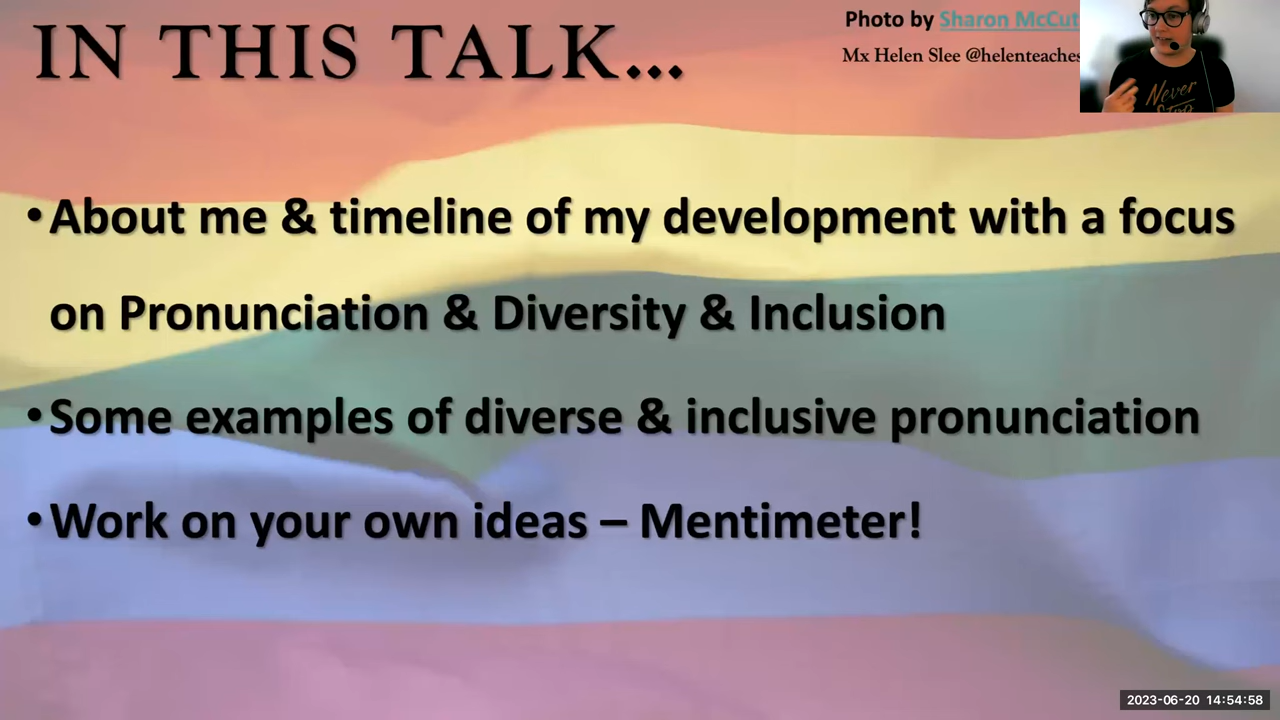 IN THIS TALK...
Photo by Sharon McCut
Mx Helen Slee @helenteaches
Never
Stop
•About me & timeline of my development with a focus
on Pronunciation & Diversity & Inclusion
•Some examples of diverse & inclusive pronunciation
•Work on your own ideas – Mentimeter!
2023-06-20 14:54:58